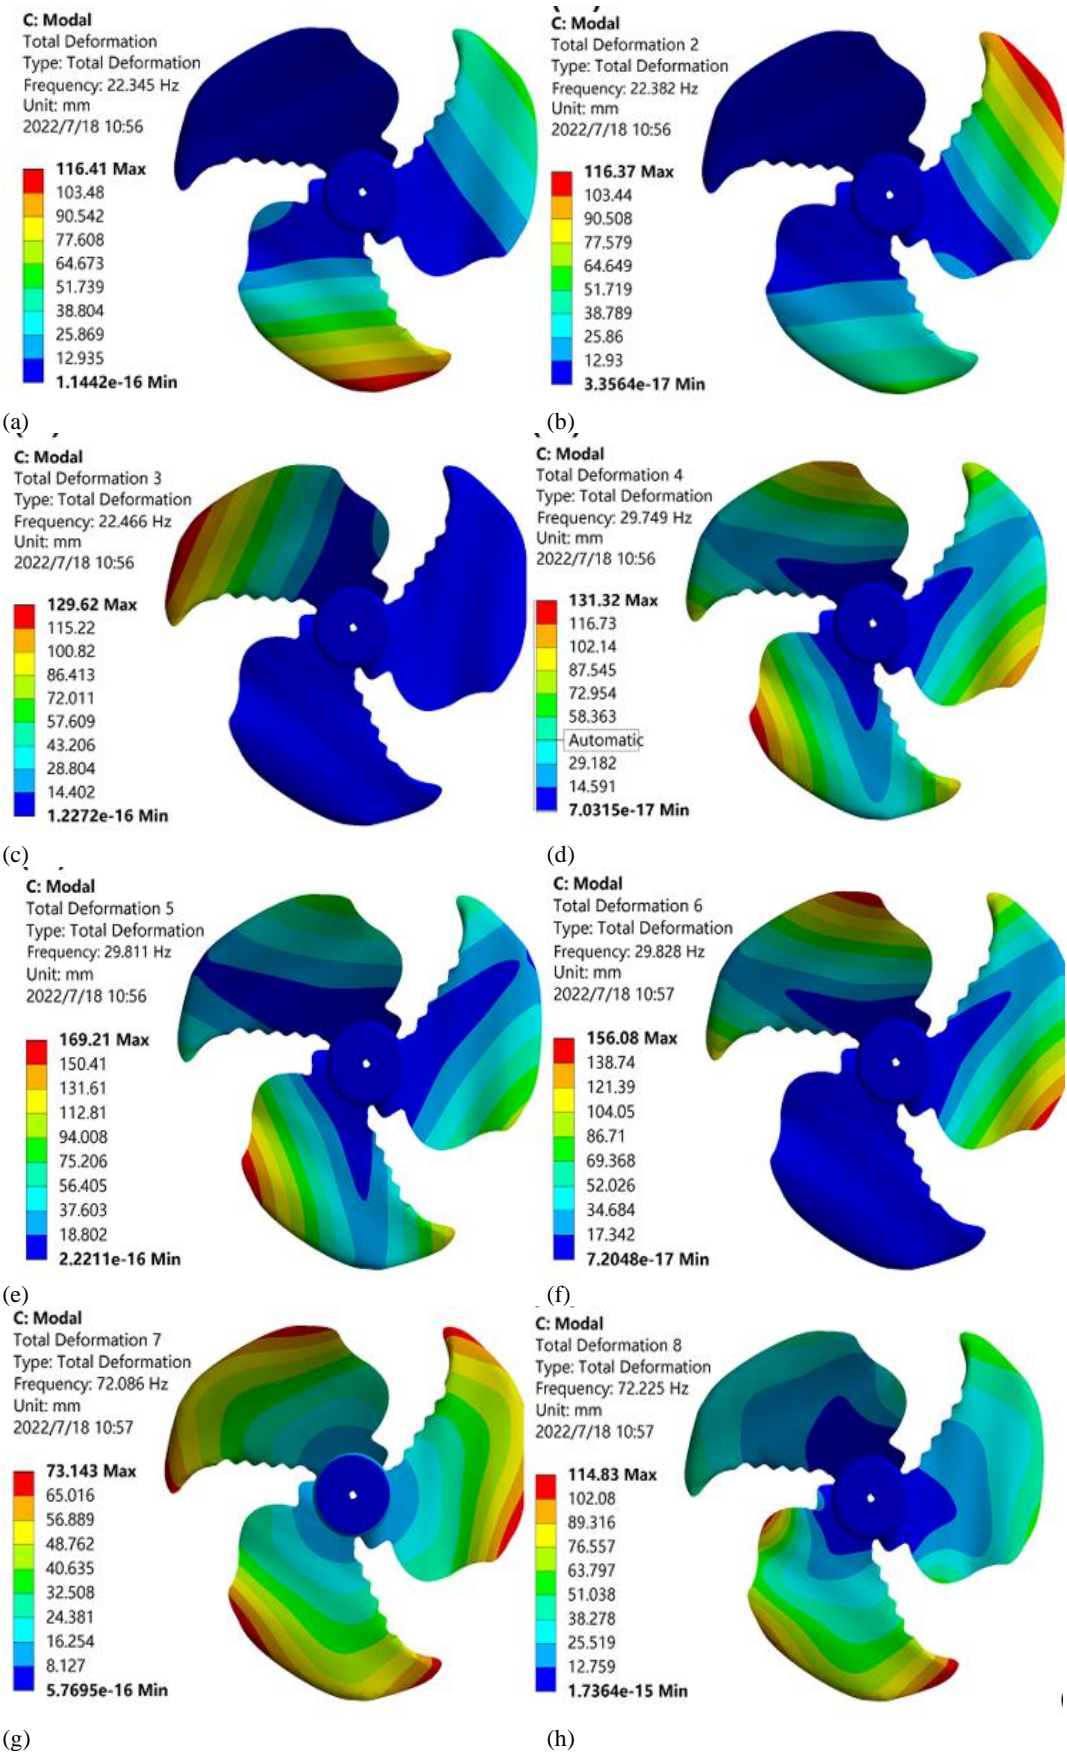 C: Modal
Total Deformation
Type: Total Deformation
Frequency: 22.345 Hz
Unit: mm
2022/7/18 10:56
116.41 Max
103.48
90.542
77.608
64.673
51.739
38.804
25.869
12.935
1.1442e-16 Min
(a)
C: Modal
Total Deformation 2
Type: Total Deformation
Frequency: 22.382 Hz
Unit: mm
2022/7/18 10:56
116.37 Max
103.44
90.508
77.579
64.649
51.719
38.789
25.86
12.93
3.3564e-17 Min
(b)
C: Modal
Total Deformation 3
Type: Total Deformation
Frequency: 22.466 Hz
Unit: mm
2022/7/18 10:56
129.62 Max
115.22
100.82
86.413
72.011
57.609
43.206
28.804
14.402
1.2272e-16 Min
(c)
C: Modal
Total Deformation 4
Type: Total Deformation
Frequency: 29.749 Hz
Unit: mm
2022/7/18 10:56
131.32 Max
116.73
102.14
87.545
72.954
58.363
Automatic
29.182
14.591
7.0315e-17 Min
(d)
C: Modal
Total Deformation 5
Type: Total Deformation
Frequency: 29.811 Hz
Unit: mm
2022/7/18 10:56
169.21 Max
150.41
131.61
112.81
94.008
75.206
56.405
37.603
18.802
2.2211e-16 Min
(e)
C: Modal
Total Deformation 6
Type: Total Deformation
Frequency: 29.828 Hz
Unit: mm
2022/7/18 10:57
156.08 Max
138.74
121.39
104.05
86.71
69.368
52.026
34.684
17.342
7.2048e-17 Min
(f)
C: Modal
Total Deformation 7
Type: Total Deformation
Frequency: 72.086 Hz
Unit: mm
2022/7/18 10:57
73.143 Max
65.016
56.889
48.762
40.635
32.508
24.381
16.254
8.127
5.7695e-16 Min
(g)
C: Modal
Total Deformation 8
Type: Total Deformation
Frequency: 72.225 Hz
Unit: mm
2022/7/18 10:57
114.83 Max
102.08
89.316
76.557
63.797
51.038
38.278
25.519
12.759
1.7364e-15 Min
(h)